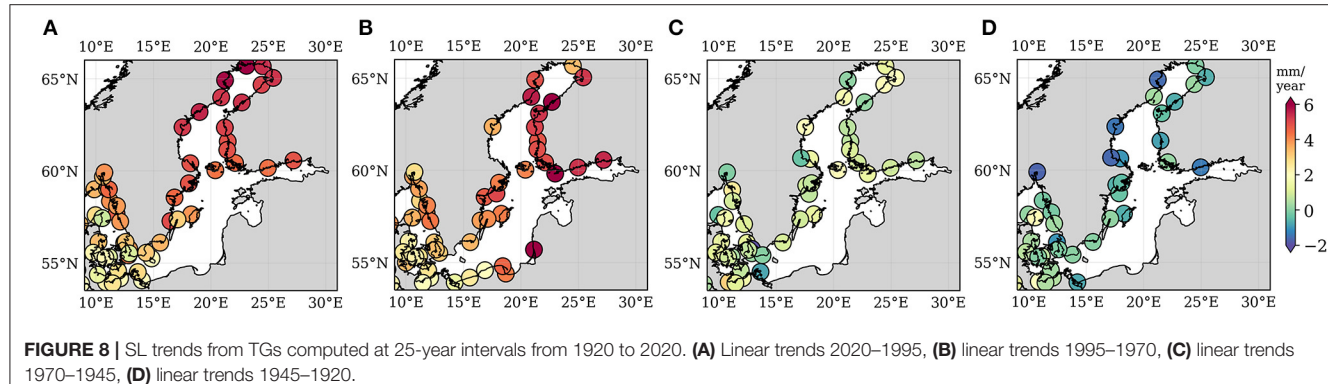 A B C D
10°E 15°E 20°E 25°E 30°E 10°E 15°E 20°E 25°E 30°E 10°E 15°E 20°E 25°E 30°E 10°E 15°E 20°E 25°E 30°E
65°N 65°N 65°N 65°N
60°N 60°N 60°N 60°N
55°N 55°N 55°N 55°N
10°E 15°E 20°E 25°E 30°E 10°E 15°E 20°E 25°E 30°E 10°E 15°E 20°E 25°E 30°E 10°E 15°E 20°E 25°E 30°E
mm/
year
6
4
2
0
−2
FIGURE 8 | SL trends from TGs computed at 25-year intervals from 1920 to 2020. (A) Linear trends 2020–1995, (B) linear trends 1995–1970, (C) linear trends
1970–1945, (D) linear trends 1945–1920.